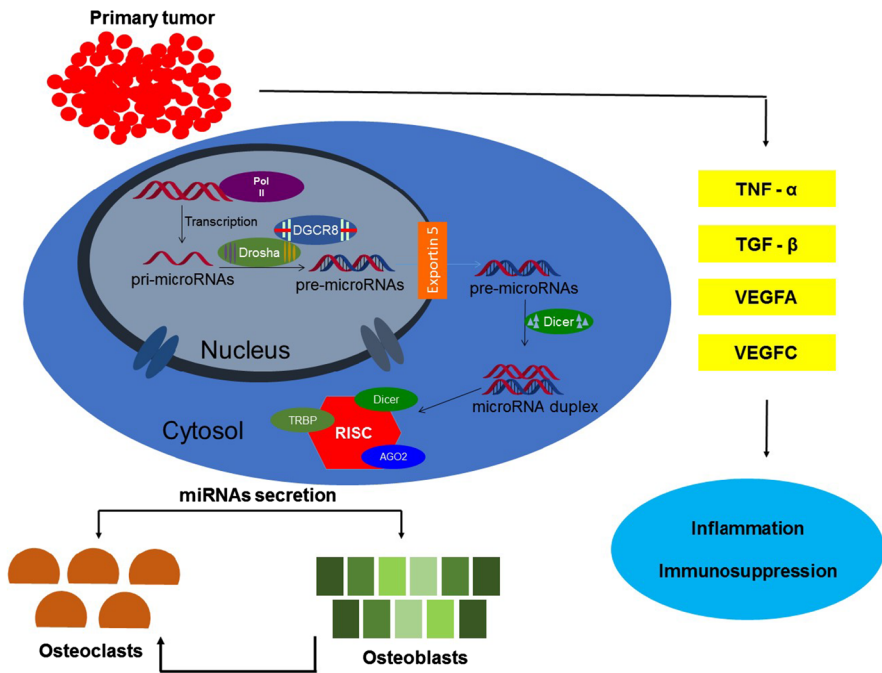 Primary tumor
Pol
II
Transcription
DGCR8
Drosha
pri-microRNAs
pre-microRNAs
Exportin 5
pre-microRNAs
Dicer
Nucleus
microRNA duplex
Cytosol
TRBP
Dicer
RISC
AGO2
TNF - α
TGF - β
VEGFA
VEGFC
Inflammation
Immunosuppression
miRNAs secretion
Osteoclasts
Osteoblasts